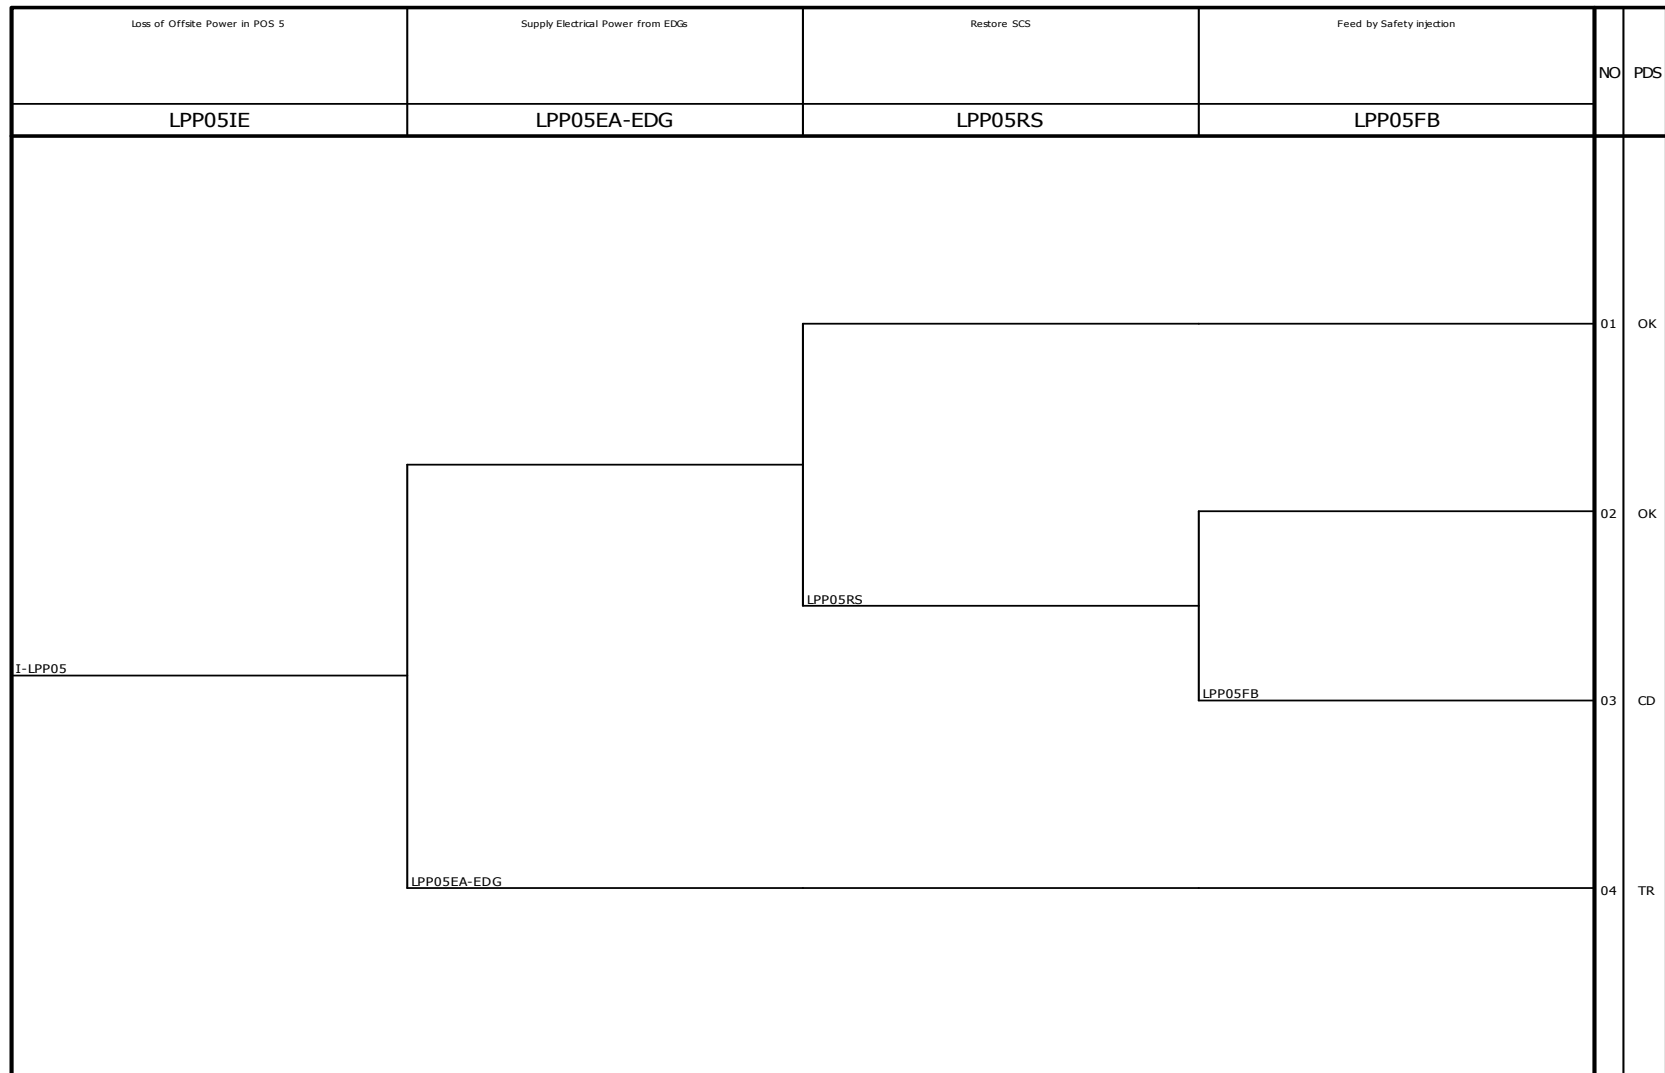 Loss of Offsite Power in POS 5
Supply Electrical Power from EDGs
Restore SCS
Feed by Safety injection
NO
PDS
LPP05IE
LPP05EA-EDG
LPP05RS
LPP05FB
01 OK
02 OK
LPP05RS
I-LPP05
LPP05FB
03 CD
LPP05EA-EDG
04 TR